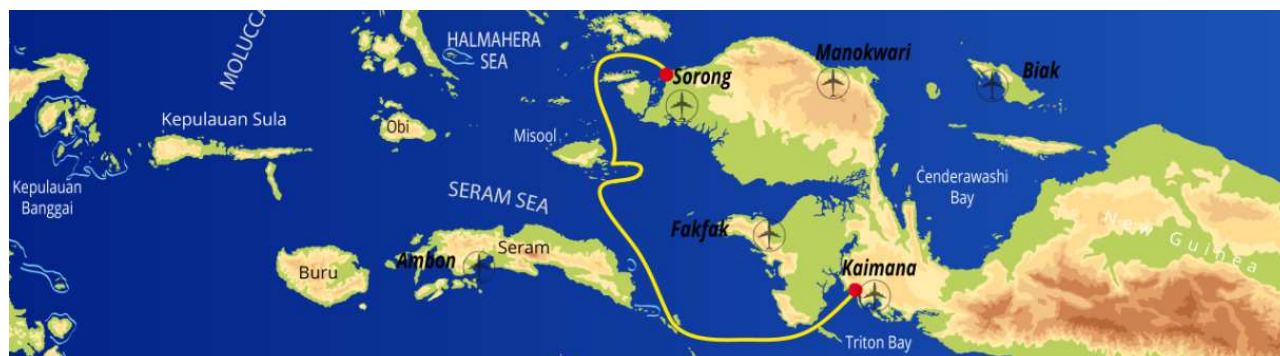 MOLUCCA
HALMAHERA
SEA
Manokwari
Sorong
Biak
Kepulauan Sula
Obi
Misool
Kepulauan
Banggai
SERAM SEA
Cenderawashi
Bay
New Guinea
Fakfak
Ambon
Seram
Buru
Kaimana
Triton Bay